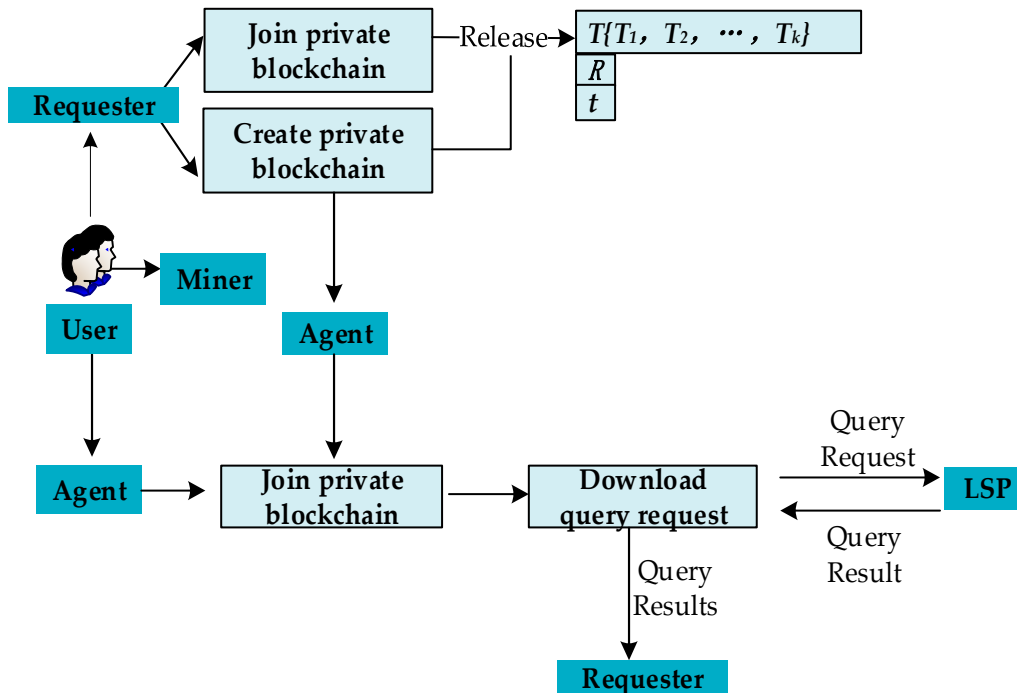 Join private
blockchain
Release
T{T1, T2, ···, Tk}
R
t
Requester
Create private
blockchain
Miner
User
Agent
Agent
Join private
blockchain
Download
query request
Query
Request
LSP
Query
Result
Query
Results
Requester